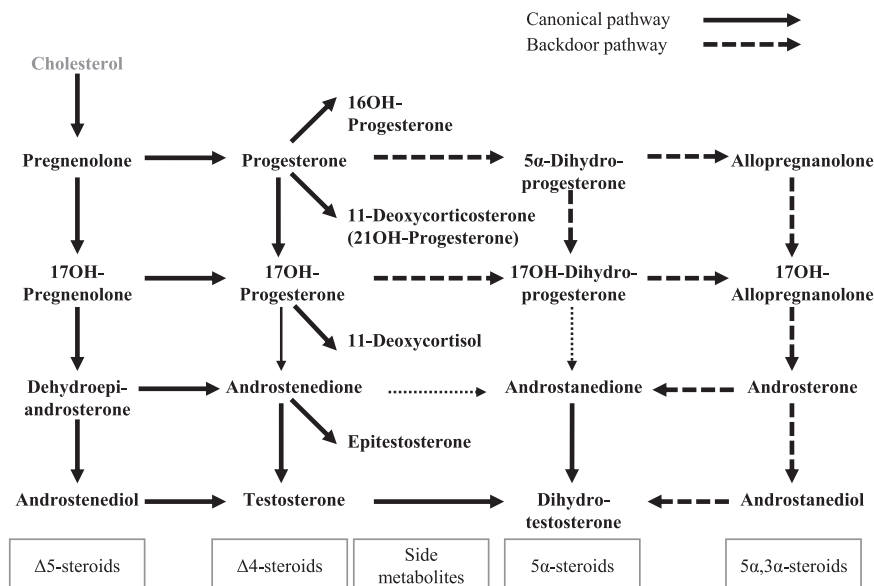 Canonical pathway
Backdoor pathway
Cholesterol
16OH-
Progesterone
Pregnenolone
Progesterone
5α-Dihydro-
progesterone
Allopregnanolone
11-Deoxycorticosterone
(21OH-Progesterone)
17OH-
Pregnenolone
17OH-
Progesterone
17OH-Dihydro-
progesterone
17OH-
Allopregnanolone
11-Deoxycortisol
Dehydroepi-
androsterone
Androstenedione
Androstanedione
Androsterone
Epitestosterone
Androstenediol
Testosterone
Dihydro-
testosterone
Androstanediol
Δ5-steroids
Δ4-steroids
Side
metabolites
5α-steroids
5α,3α-steroids